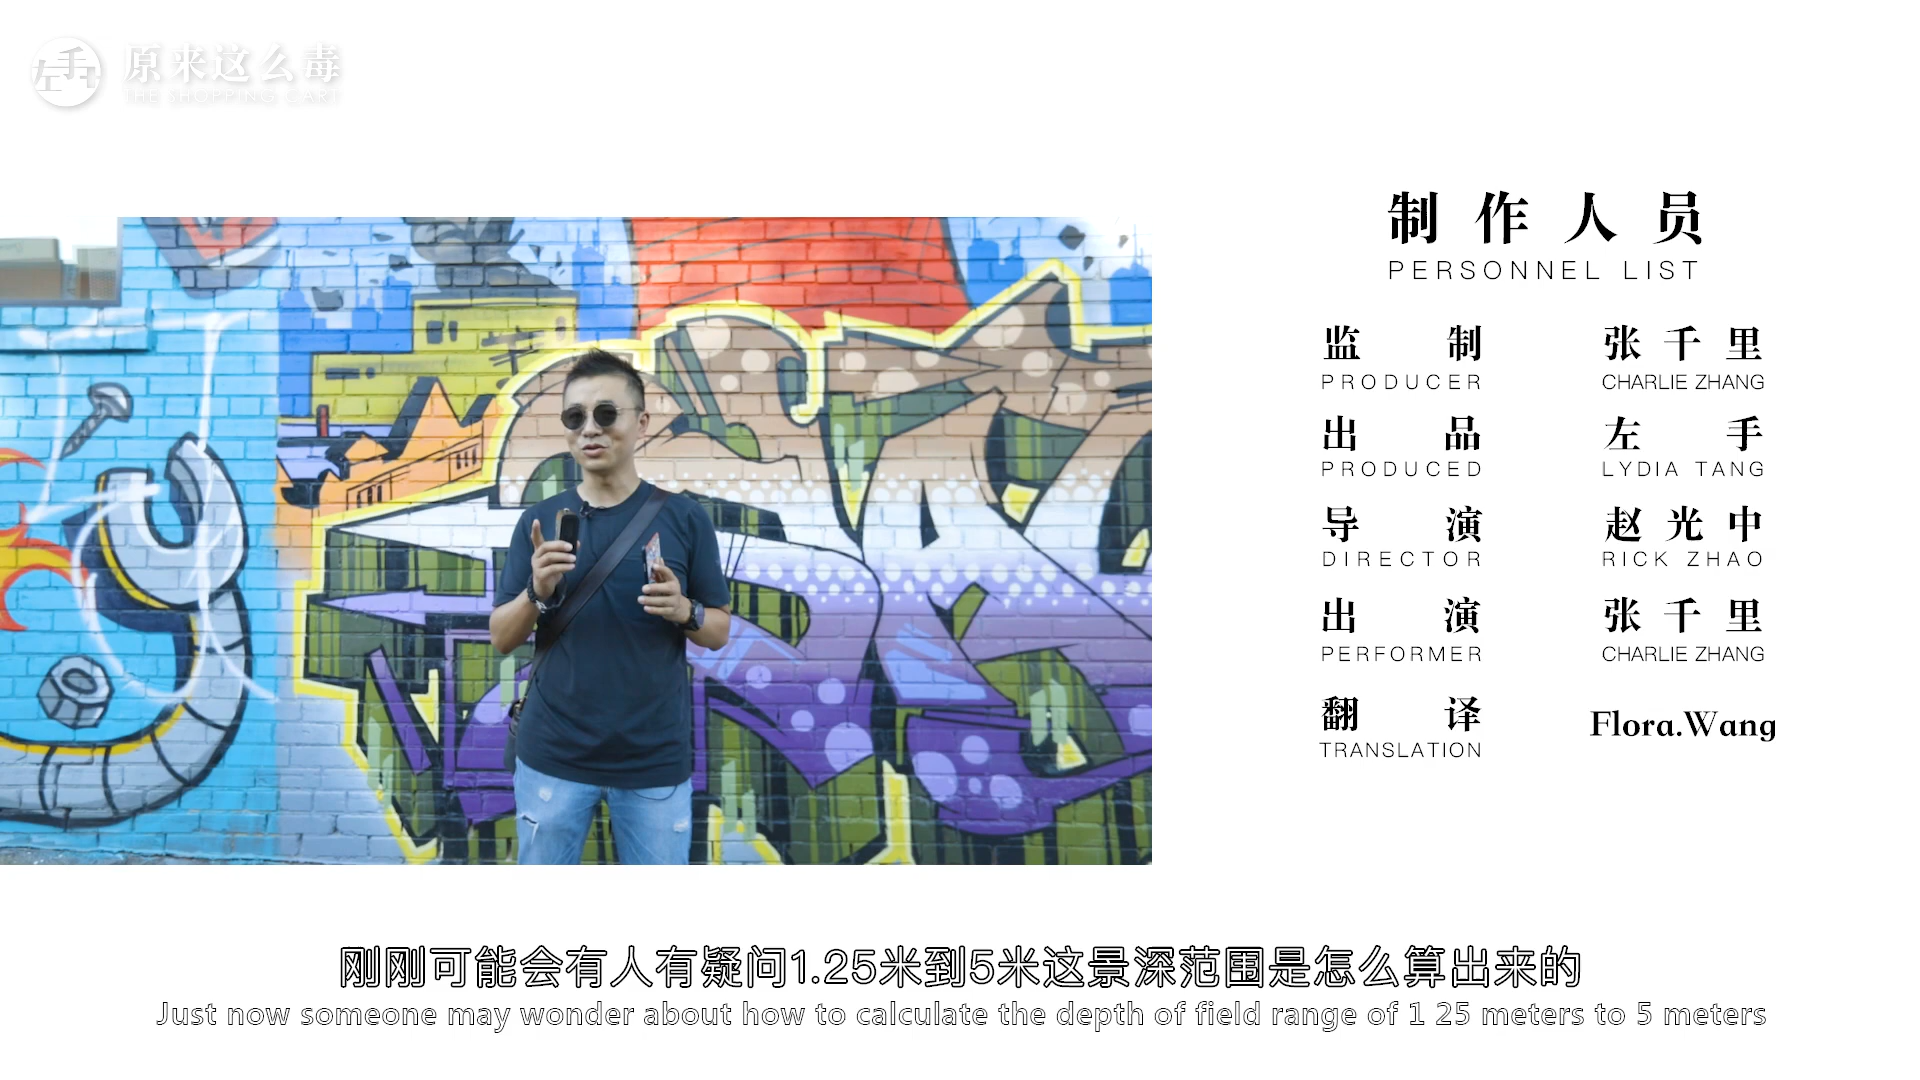 左手
原来这么毒
THE SHOPPING CART
制作人员
PERSONNEL LIST
监制 张千里
PRODUCER CHARLIE ZHANG
出品 左手
PRODUCED LYDIA TANG
导演 赵光中
DIRECTOR RICK ZHAO
出演 张千里
PERFORMER CHARLIE ZHANG
翻译 Flora.Wang
TRANSLATION
刚刚可能会有人有疑问1.25米到5米这景深范围是怎么算出来的
Just now someone may wonder about how to calculate the depth of field range of 1 25 meters to 5 meters